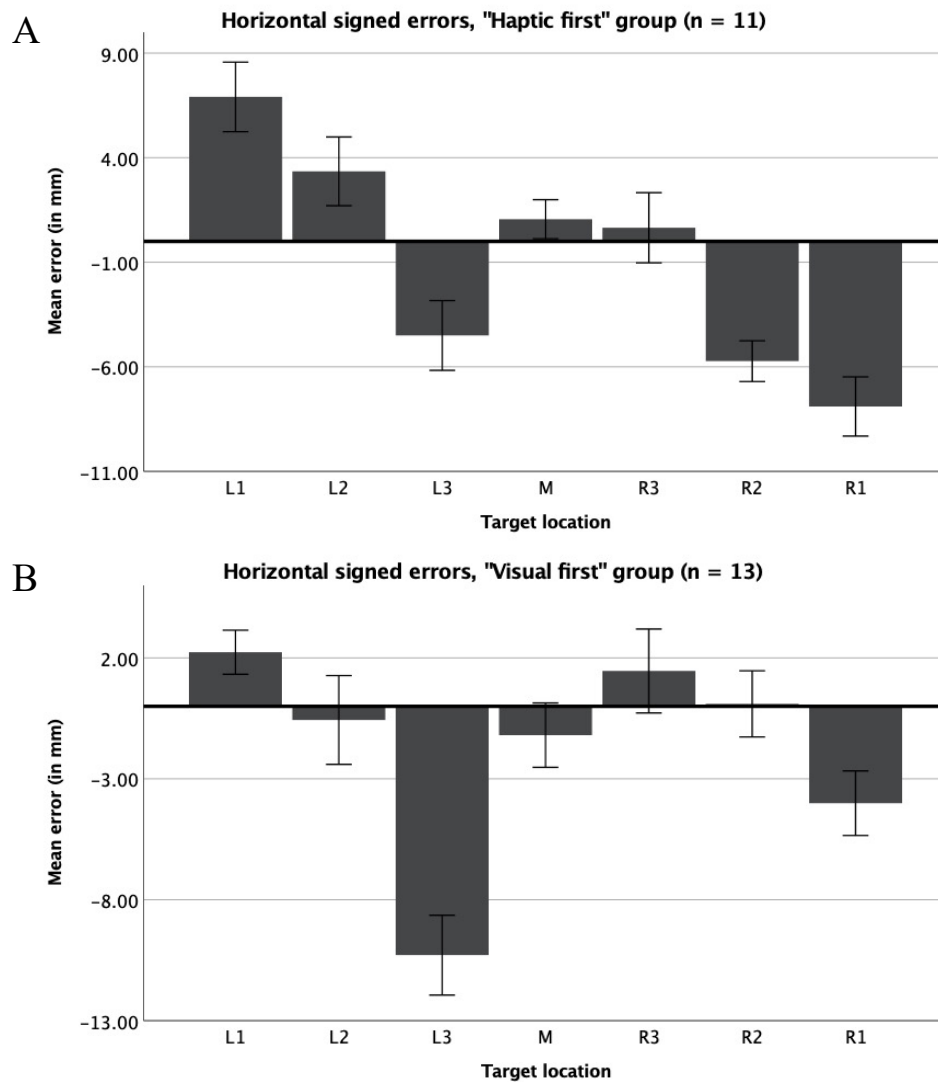 A
Horizontal signed errors, "Haptic first" group (n = 11)
9.00
4.00
-1.00
-6.00
-11.00
Mean error (in mm)
L1 L2 L3 M R3 R2 R1
Target location
B
Horizontal signed errors, "Visual first" group (n = 13)
2.00
-3.00
-8.00
-13.00
Mean error (in mm)
L1 L2 L3 M R3 R2 R1
Target location